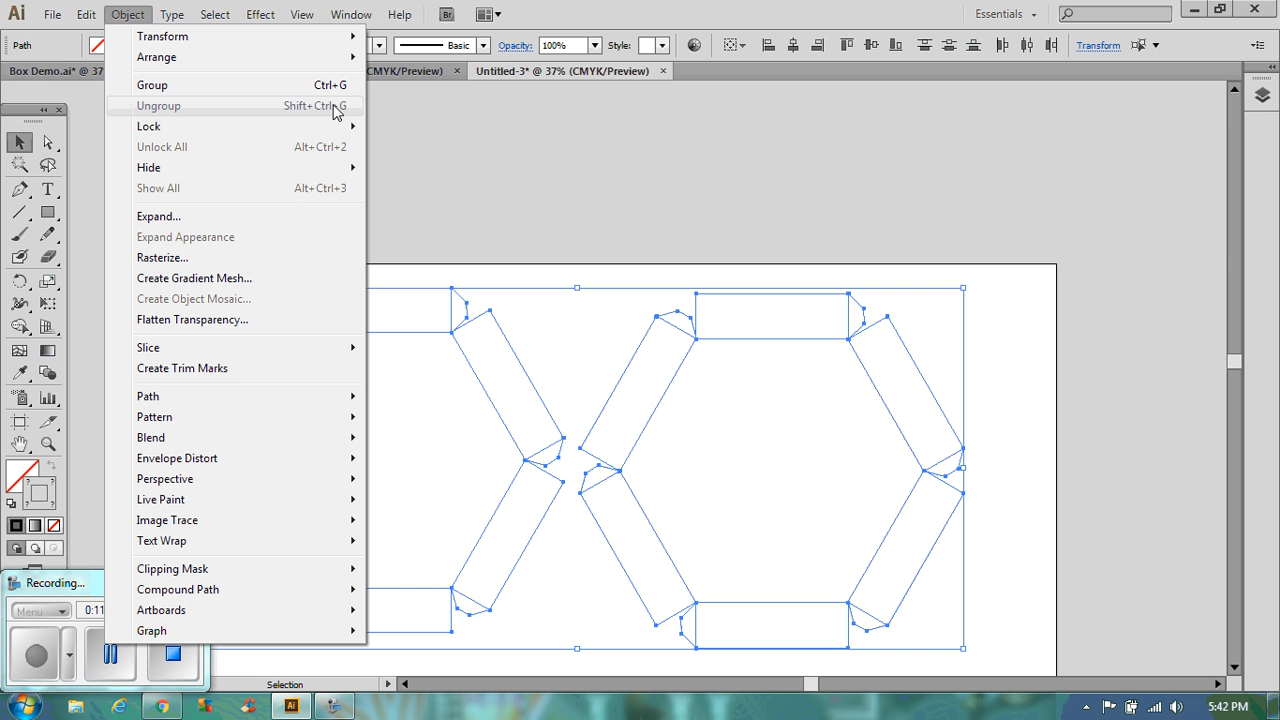 Ai File Edit Object Type Select Effect View Window Help Br Essentials
Path Basic Opacity: 100% Style: Transform
Box Demo.ai* @ 37% (CMYK/Preview) × Untitled-3* @ 37% (CMYK/Preview) ×
Transform
Arrange
Group Ctrl+G
Ungroup Shift+Ctrl+G
Lock
Unlock All Alt+Ctrl+2
Hide
Show All Alt+Ctrl+3
Expand...
Expand Appearance
Rasterize...
Create Gradient Mesh...
Create Object Mosaic...
Flatten Transparency...
Slice
Create Trim Marks
Path
Pattern
Blend
Envelope Distort
Perspective
Live Paint
Image Trace
Text Wrap
Clipping Mask
Compound Path
Artboards
Graph
Recording...
Menu 0:11
Selection
Ai 5:42 PM